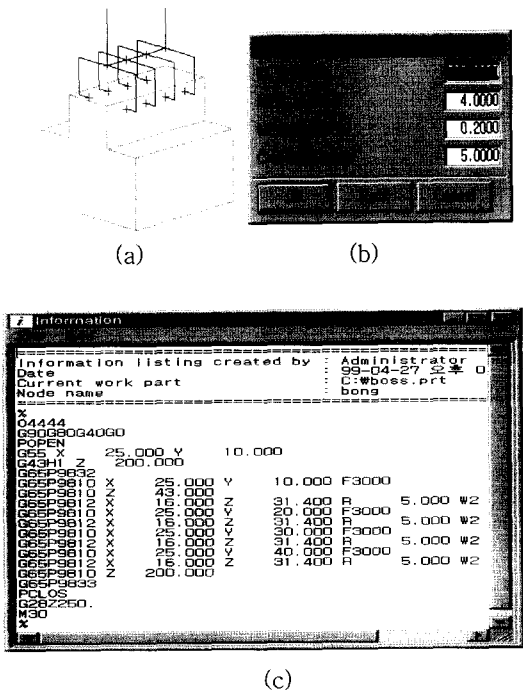 4.0000
0.2000
5.0000
(a)
(b)
i Information
Information listing created by : Administrator
Date : 99-04-27 오후 0
Current work part : C:₩boss.prt
Node name : bong
%
O4444
G90G80G40G0
POPEN
G55 X 25.000 Y 10.000
G43H1 Z 200.000
G65P9832
G65P9810 X 25.000 Y 10.000 F3000
G65P9810 Z 43.000
G65P9812 X 16.000 Z 31.400 R 5.000 W2
G65P9810 X 25.000 Y 20.000 F3000
G65P9812 X 16.000 Z 31.400 R 5.000 W2
G65P9810 X 25.000 Y 30.000 F3000
G65P9812 X 16.000 Z 31.400 R 5.000 W2
G65P9810 X 25.000 Y 40.000 F3000
G65P9812 X 16.000 Z 31.400 R 5.000 W2
G65P9810 Z 200.000
G65P9833
PCLOS
G28Z250.
M30
%
(c)